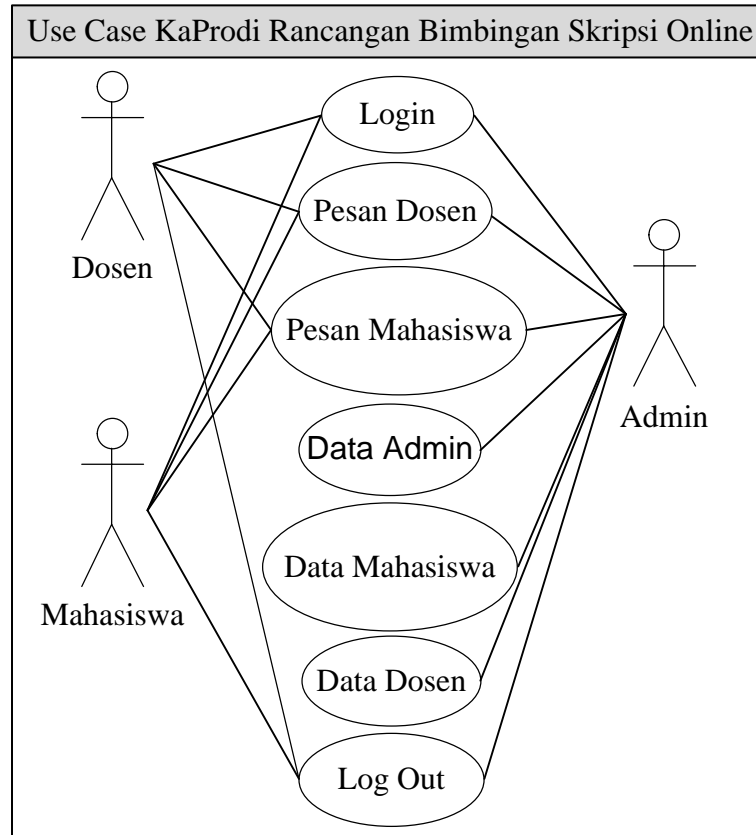 Use Case KaProdi Rancangan Bimbingan Skripsi Online
Login
Pesan Dosen
Dosen
Pesan Mahasiswa
Admin
Data Admin
Mahasiswa
Data Mahasiswa
Data Dosen
Log Out